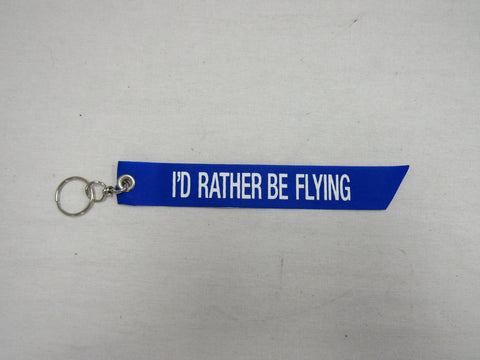 I'D RATHER BE FLYING